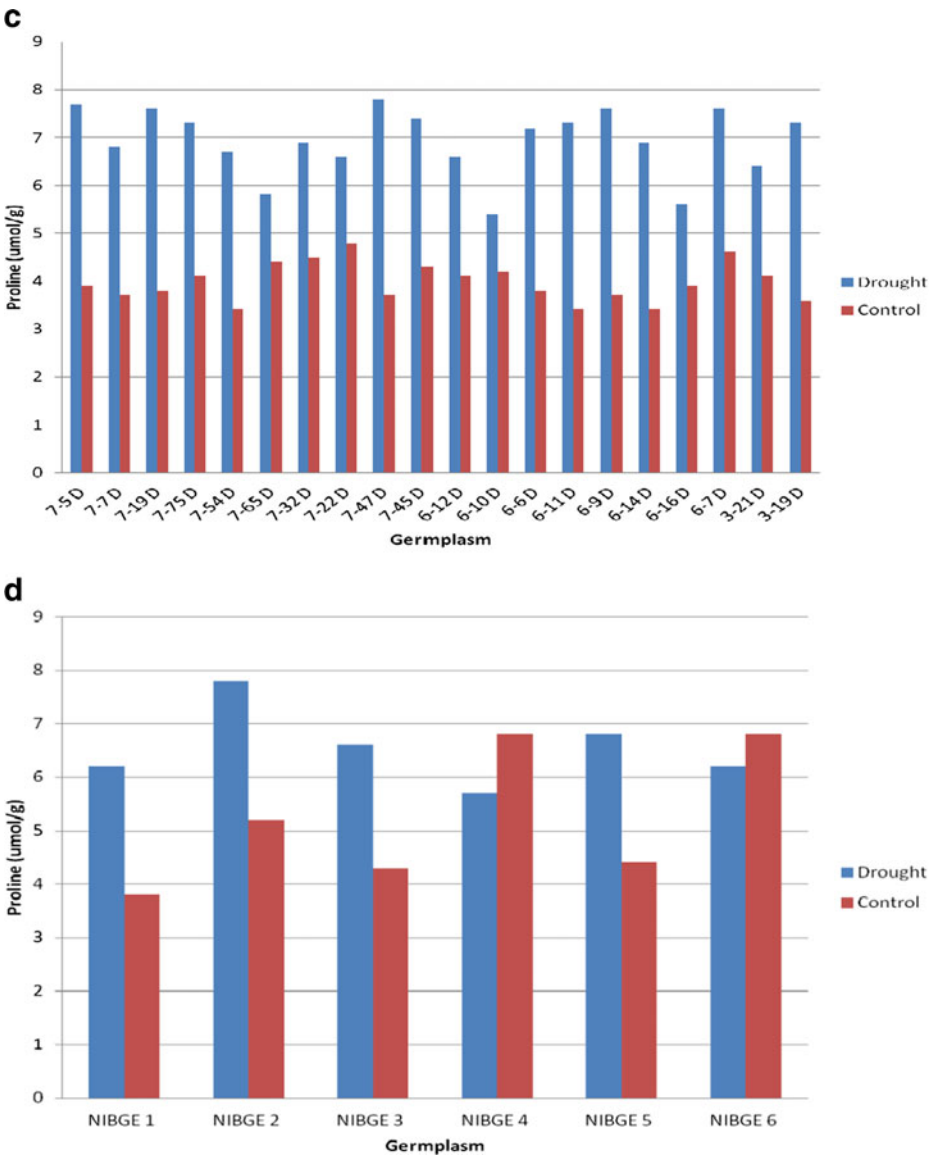 c
9
8
7
6
5
4
3
2
1
0
Proline (umol/g)
7-5 D
7-7 D
7-19 D
7-75 D
7-54 D
7-65 D
7-32 D
7-22 D
7-47 D
7-45 D
6-12 D
6-10 D
6-6 D
6-11 D
6-9 D
6-14 D
6-16 D
6-7 D
3-21 D
3-19 D
Germplasm
Drought
Control
d
9
8
7
6
5
4
3
2
1
0
Proline (umol/g)
NIBGE 1
NIBGE 2
NIBGE 3
NIBGE 4
NIBGE 5
NIBGE 6
Germplasm
Drought
Control